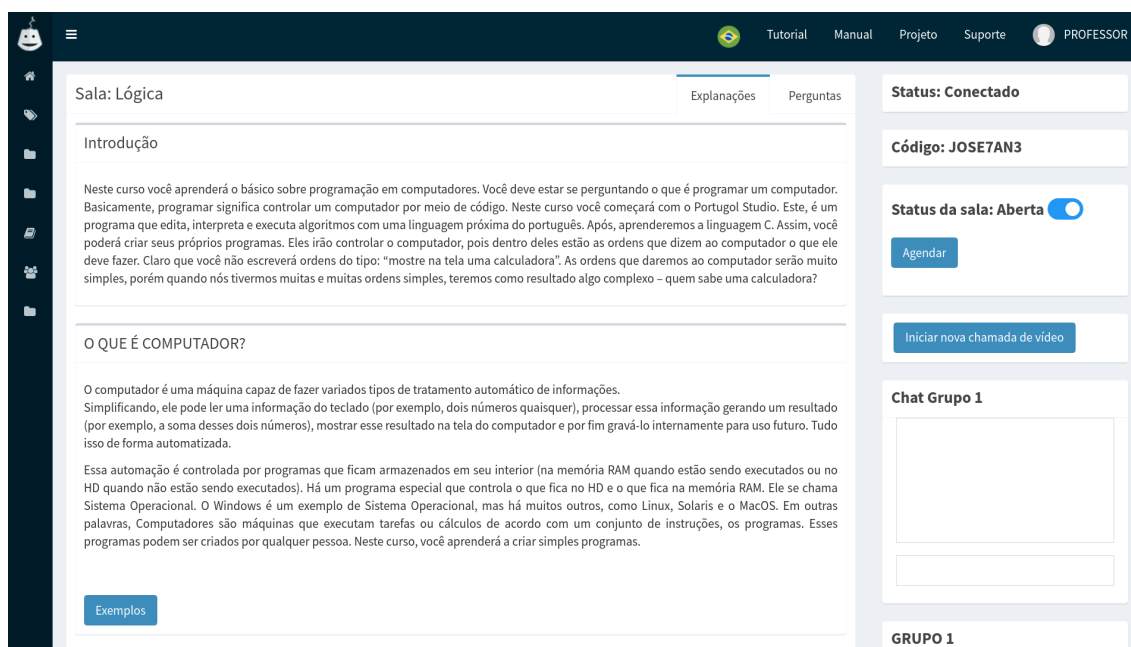 Tutorial Manual Projeto Suporte PROFESSOR
Sala: Lógica
Explanações Perguntas
Introdução
Neste curso você aprenderá o básico sobre programação em computadores. Você deve estar se perguntando o que é programar um computador.
Basicamente, programar significa controlar um computador por meio de código. Neste curso você começará com o Portugol Studio. Este, é um
programa que edita, interpreta e executa algoritmos com uma linguagem próxima do português. Após, aprenderemos a linguagem C. Assim, você
poderá criar seus próprios programas. Eles irão controlar o computador, pois dentro deles estão as ordens que dizem ao computador o que ele
deve fazer. Claro que você não escreverá ordens do tipo: “mostre na tela uma calculadora”. As ordens que daremos ao computador serão muito
simples, porém quando nós tivermos muitas e muitas ordens simples, teremos como resultado algo complexo – quem sabe uma calculadora?
O QUE É COMPUTADOR?
O computador é uma máquina capaz de fazer variados tipos de tratamento automático de informações.
Simplificando, ele pode ler uma informação do teclado (por exemplo, dois números quaisquer), processar essa informação gerando um resultado
(por exemplo, a soma desses dois números), mostrar esse resultado na tela do computador e por fim gravá-lo internamente para uso futuro. Tudo
isso de forma automatizada.
Essa automação é controlada por programas que ficam armazenados em seu interior (na memória RAM quando estão sendo executados ou no
HD quando não estão sendo executados). Há um programa especial que controla o que fica no HD e o que fica na memória RAM. Ele se chama
Sistema Operacional. O Windows é um exemplo de Sistema Operacional, mas há muitos outros, como Linux, Solaris e o MacOS. Em outras
palavras, Computadores são máquinas que executam tarefas ou cálculos de acordo com um conjunto de instruções, os programas. Esses
programas podem ser criados por qualquer pessoa. Neste curso, você aprenderá a criar simples programas.
Exemplos
Status: Conectado
Código: JOSE7AN3
Status da sala: Aberta
Agendar
Iniciar nova chamada de vídeo
Chat Grupo 1
GRUPO 1